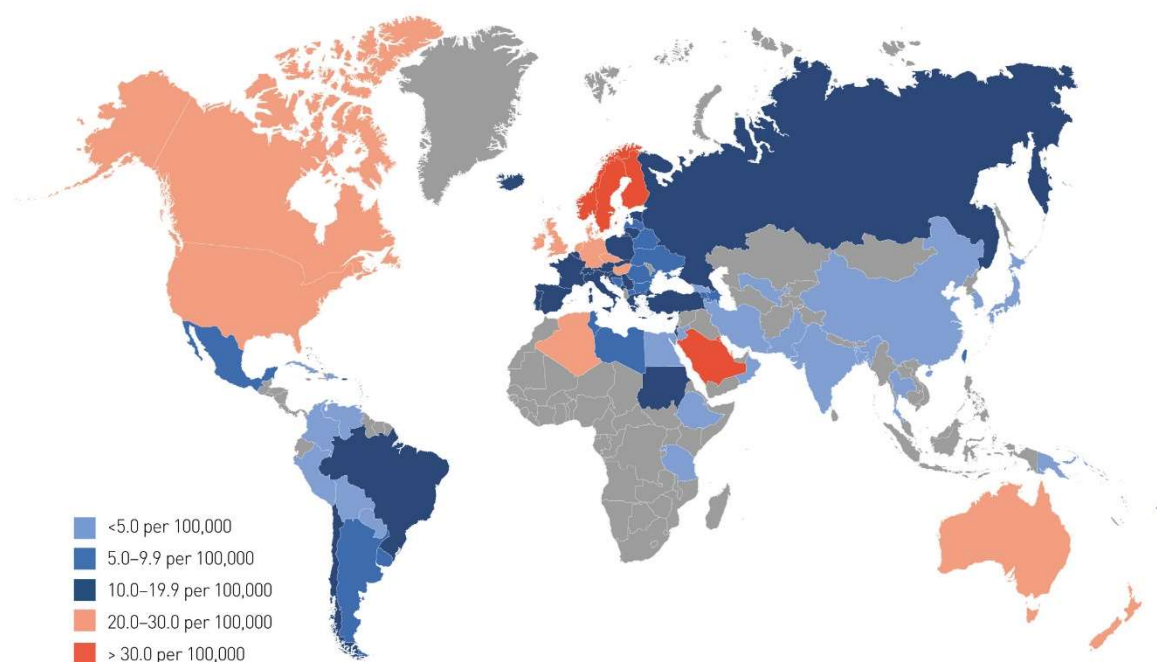 <5.0 per 100,000
5.0–9.9 per 100,000
10.0–19.9 per 100,000
20.0–30.0 per 100,000
> 30.0 per 100,000